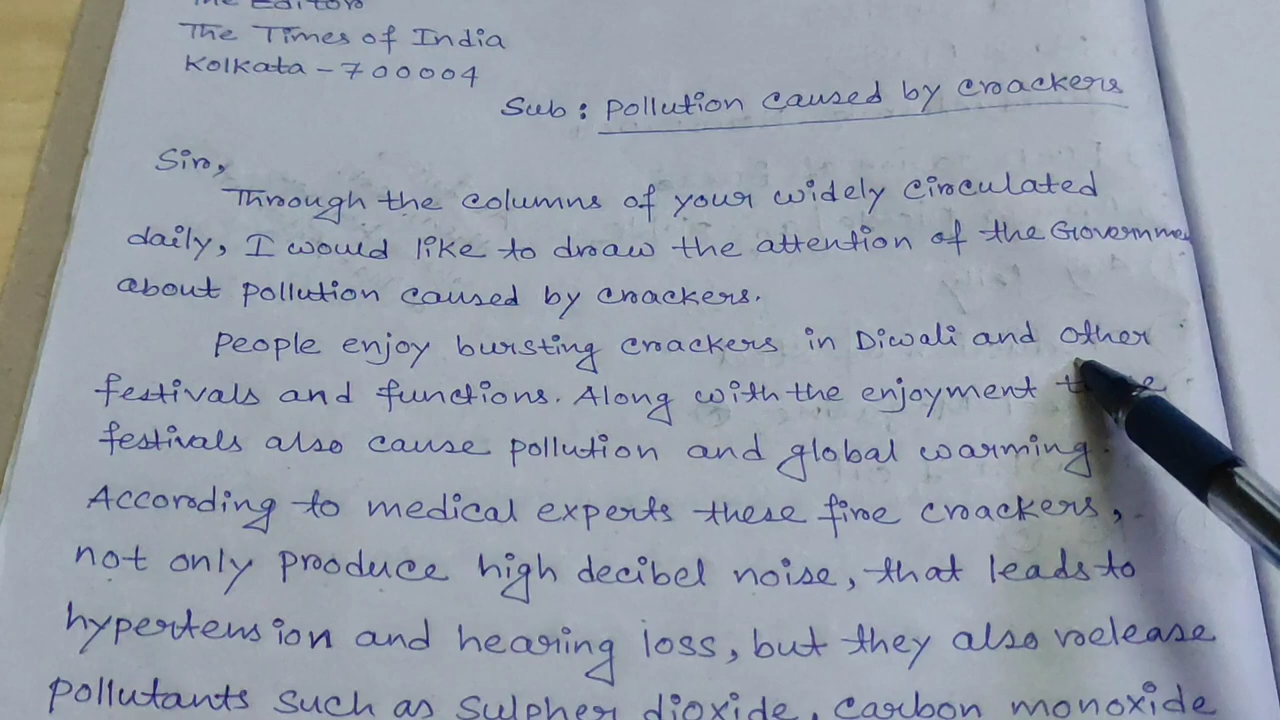 The Editor
The Times of India
Kolkata - 700004
Sub: Pollution caused by crackers
Sir,
Through the columns of your widely circulated
daily, I would like to draw the attention of the Governme
about pollution caused by crackers.
People enjoy bursting crackers in Diwali and other
festivals and functions. Along with the enjoyment
festivals also cause pollution and global warming.
According to medical experts these fire crackers,
not only produce high decibel noise, that leads to
hypertension and hearing loss, but they also release
pollutants such as sulpher dioxide, carbon monoxide